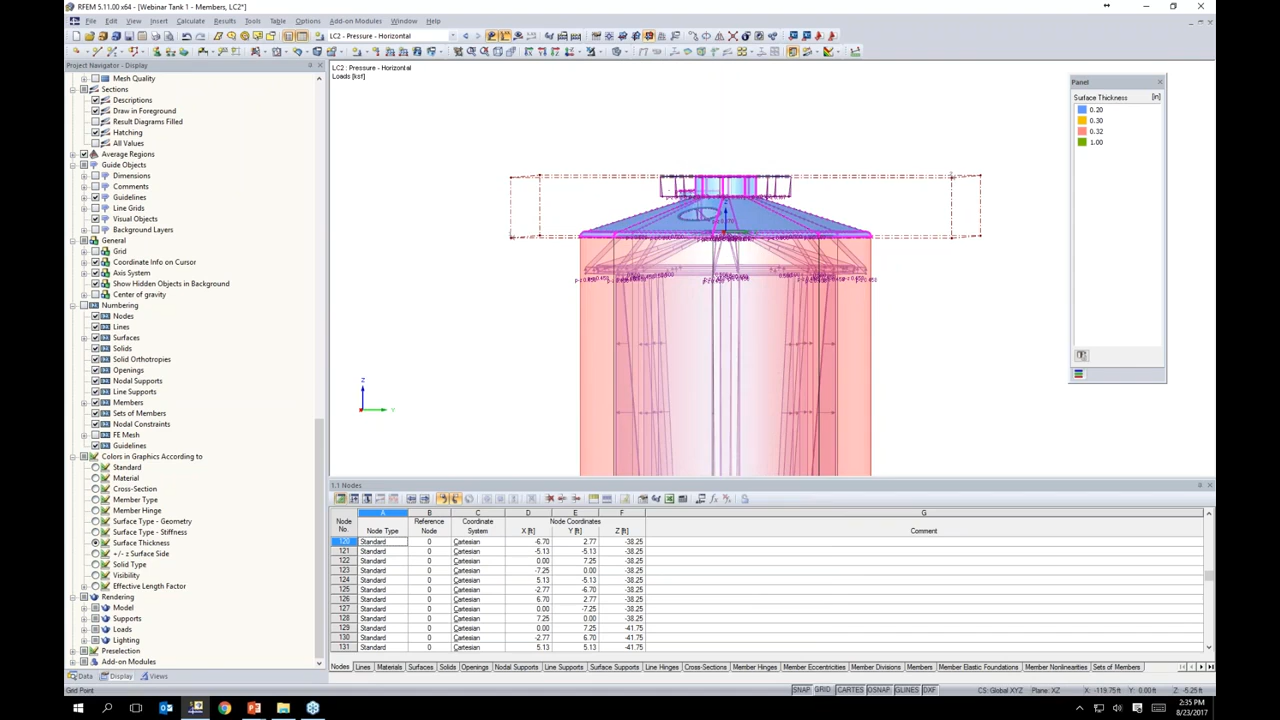 RFEM 5.11.00 x64 - [Webinar Tank 1 - Members, LC2*]
File Edit View Insert Calculate Results Tools Table Options Add-on Modules Window Help
LC2 - Pressure - Horizontal
Project Navigator - Display
Mesh Quality
Sections
Descriptions
Draw in Foreground
Result Diagrams Filled
Hatching
All Values
Average Regions
Guide Objects
Dimensions
Comments
Guidelines
Line Grids
Visual Objects
Background Layers
General
Grid
Coordinate Info on Cursor
Axis System
Show Hidden Objects in Background
Center of gravity
Numbering
Nodes
Lines
Surfaces
Solids
Solid Orthotropies
Openings
Nodal Supports
Line Supports
Members
Sets of Members
Nodal Constraints
FE Mesh
Guidelines
Colors in Graphics According to
Standard
Material
Cross-Section
Member Type
Member Hinge
Surface Type - Geometry
Surface Type - Stiffness
Surface Thickness
+/- z Surface Side
Solid Type
Visibility
Effective Length Factor
Rendering
Model
Supports
Loads
Lighting
Preselection
Add-on Modules
Data Display Views
LC2: Pressure - Horizontal
Loads [ksf]
Z
Y
Panel
Surface Thickness [in]
0.20
0.30
0.32
1.00
1.1 Nodes
A B C D E F G
Node Reference Coordinate Node Coordinates
No. Node Type Node System X [ft] Y [ft] Z [ft] Comment
120 Standard 0 Cartesian -6.70 2.77 -38.25
121 Standard 0 Cartesian -5.13 -5.13 -38.25
122 Standard 0 Cartesian 0.00 7.25 -38.25
123 Standard 0 Cartesian -7.25 0.00 -38.25
124 Standard 0 Cartesian 5.13 -5.13 -38.25
125 Standard 0 Cartesian -2.77 -6.70 -38.25
126 Standard 0 Cartesian 6.70 2.77 -38.25
127 Standard 0 Cartesian 0.00 -7.25 -38.25
128 Standard 0 Cartesian 7.25 0.00 -38.25
129 Standard 0 Cartesian 0.00 7.25 -41.75
130 Standard 0 Cartesian -2.77 6.70 -41.75
131 Standard 0 Cartesian 5.13 5.13 -41.75
Nodes Lines Materials Surfaces Solids Openings Nodal Supports Line Supports Surface Supports Line Hinges Cross-Sections Member Hinges Member Eccentricities Member Divisions Members Member Elastic Foundations Member Nonlinearities Sets of Members
Grid Point SNAP GRID CARTES OSNAP GLINES DXF CS: Global XYZ Plane: XZ X: -119.75 ft Y: 0.00 ft Z: -5.25 ft
2:35 PM
8/23/2017